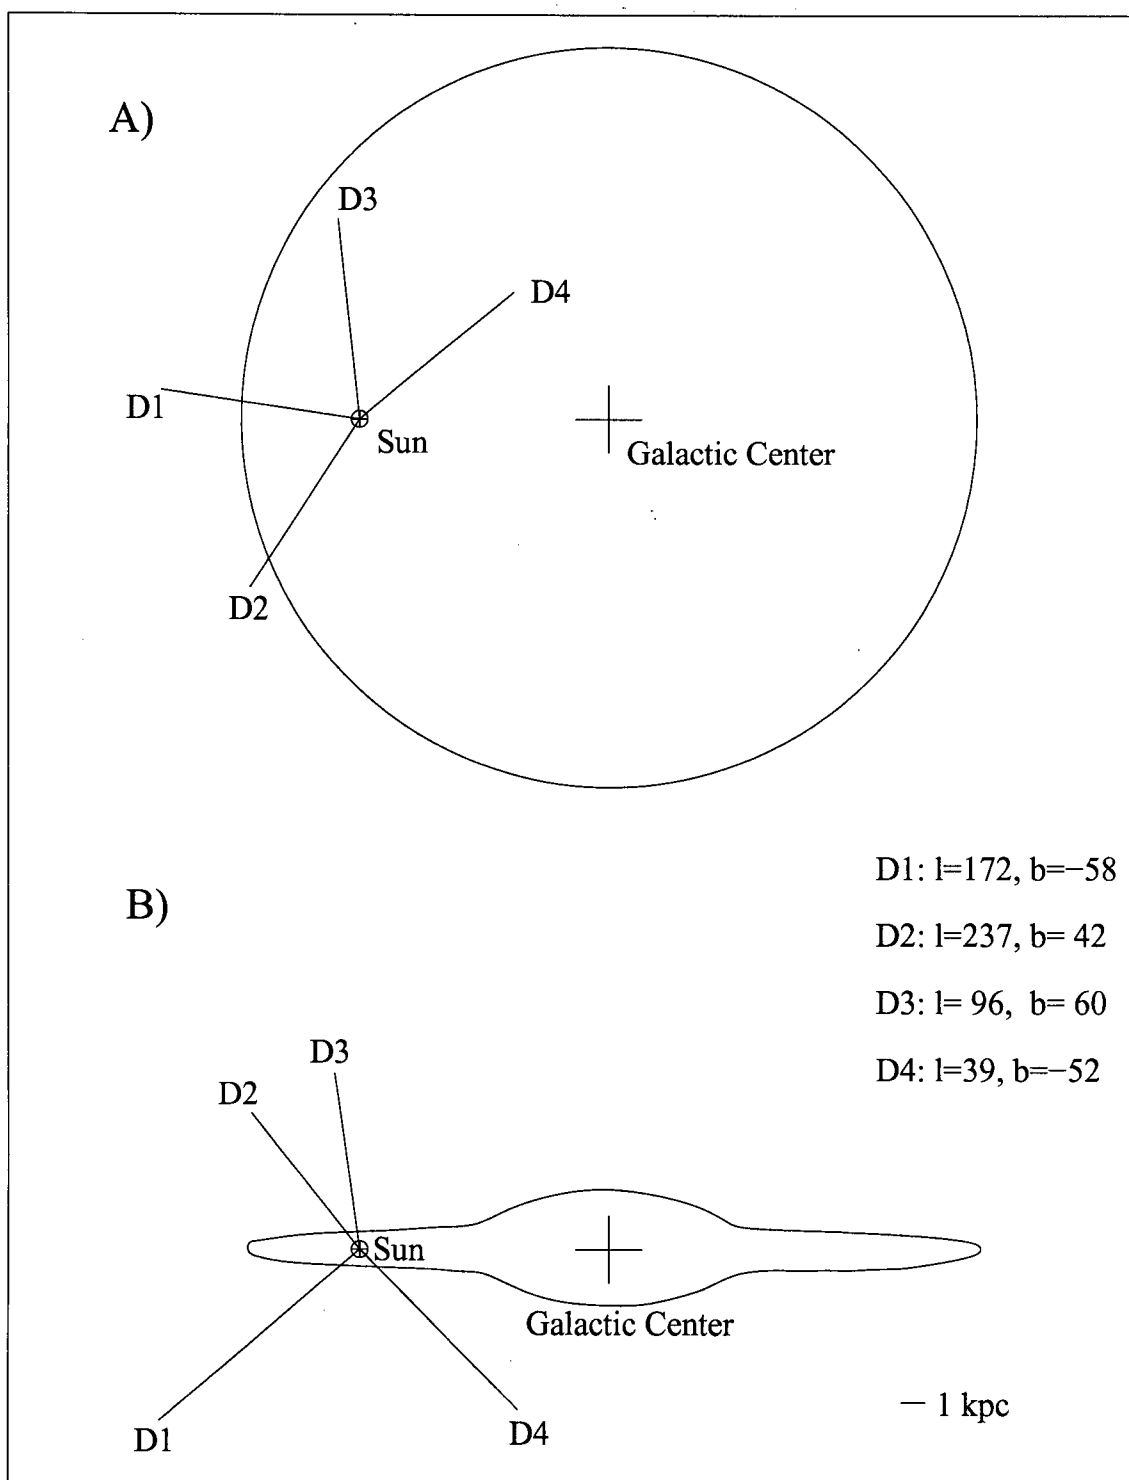 A)
D3
D4
D1
Sun
Galactic Center
D2
D1: l=172, b=−58
B)
D2: l=237, b= 42
D3: l= 96, b= 60
D3
D4: l=39, b=−52
D2
Sun
Galactic Center
— 1 kpc
D1
D4